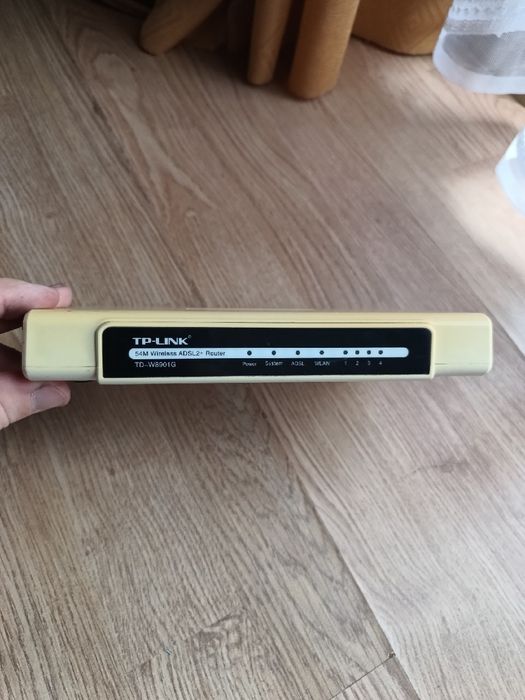 TP-LINK®
54M Wireless ADSL2+ Router
TD-W8901G
Power System ADSL WLAN 1 2 3 4